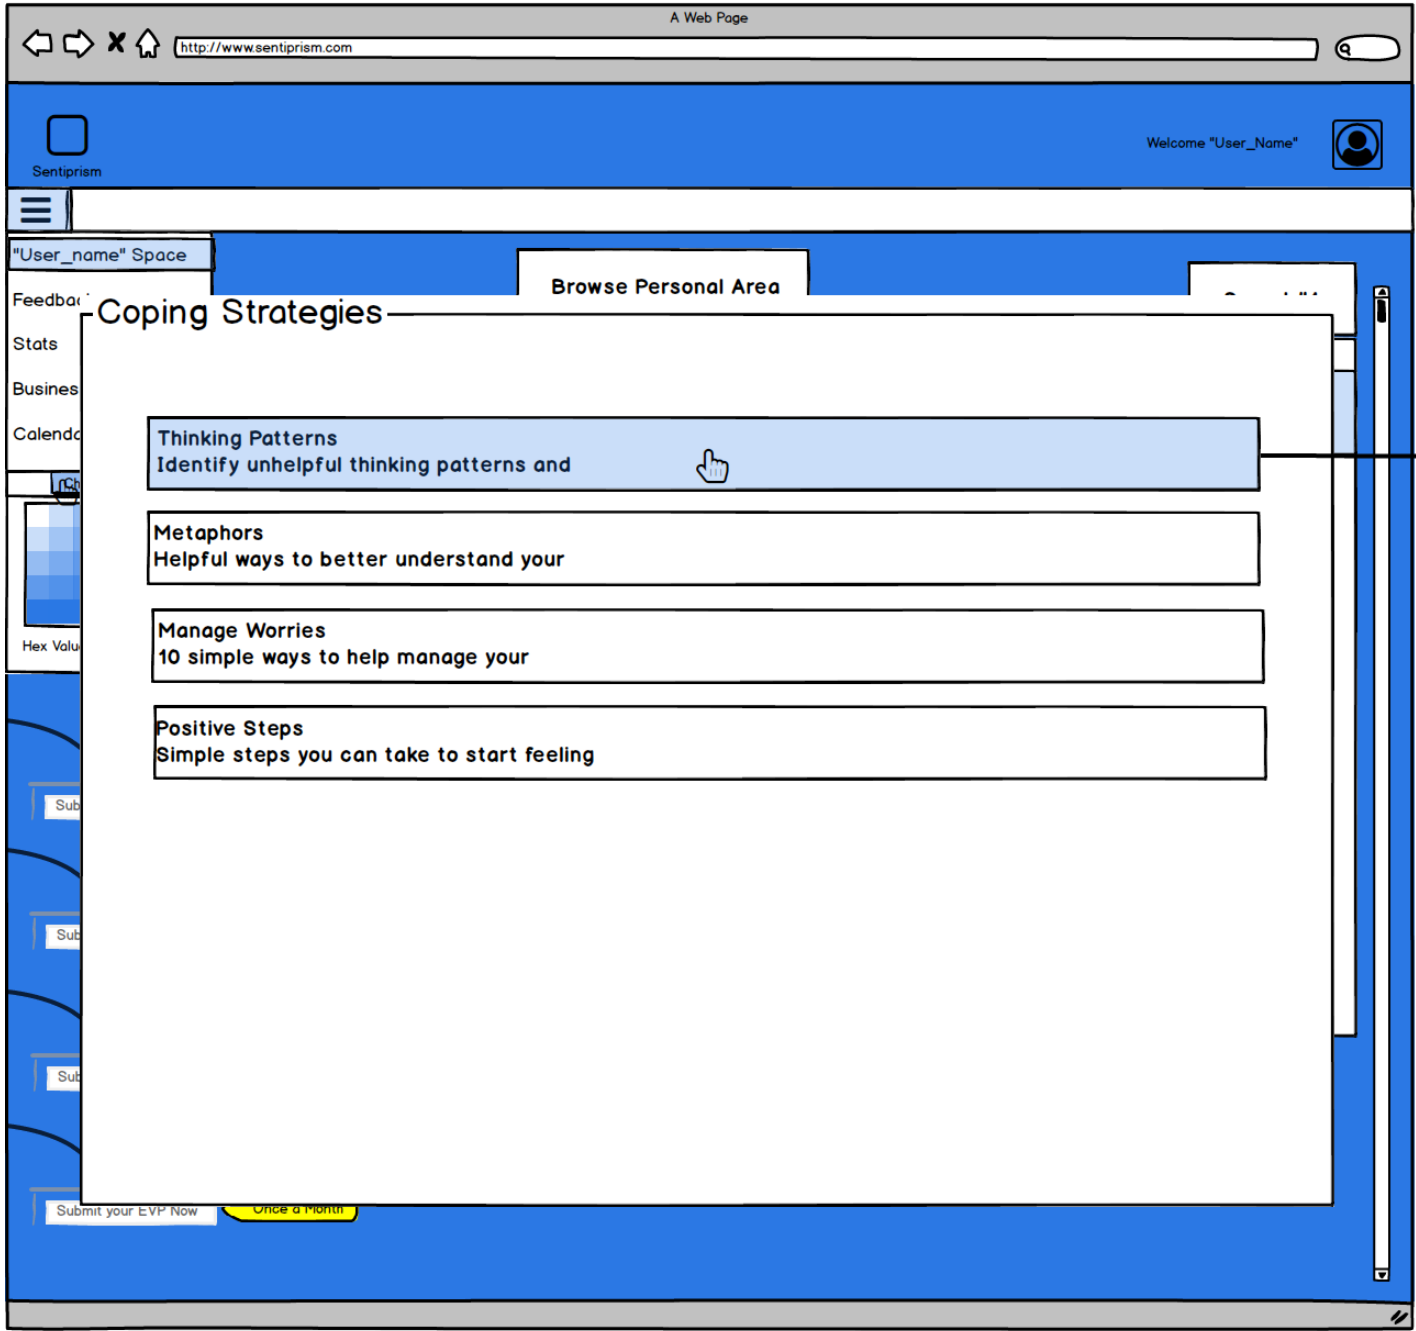 A Web Page
http://www.sentiprism.com
Welcome "User_Name"
Sentiprism
"User_name" Space
Browse Personal Area
Coping Strategies
Stats
Thinking Patterns
Identify unhelpful thinking patterns and
Metaphors
Helpful ways to better understand your
Manage Worries
10 simple ways to help manage your
Hex
Positive Steps
Simple steps you can take to start feeling
Submit your EVP Now
Once a Month